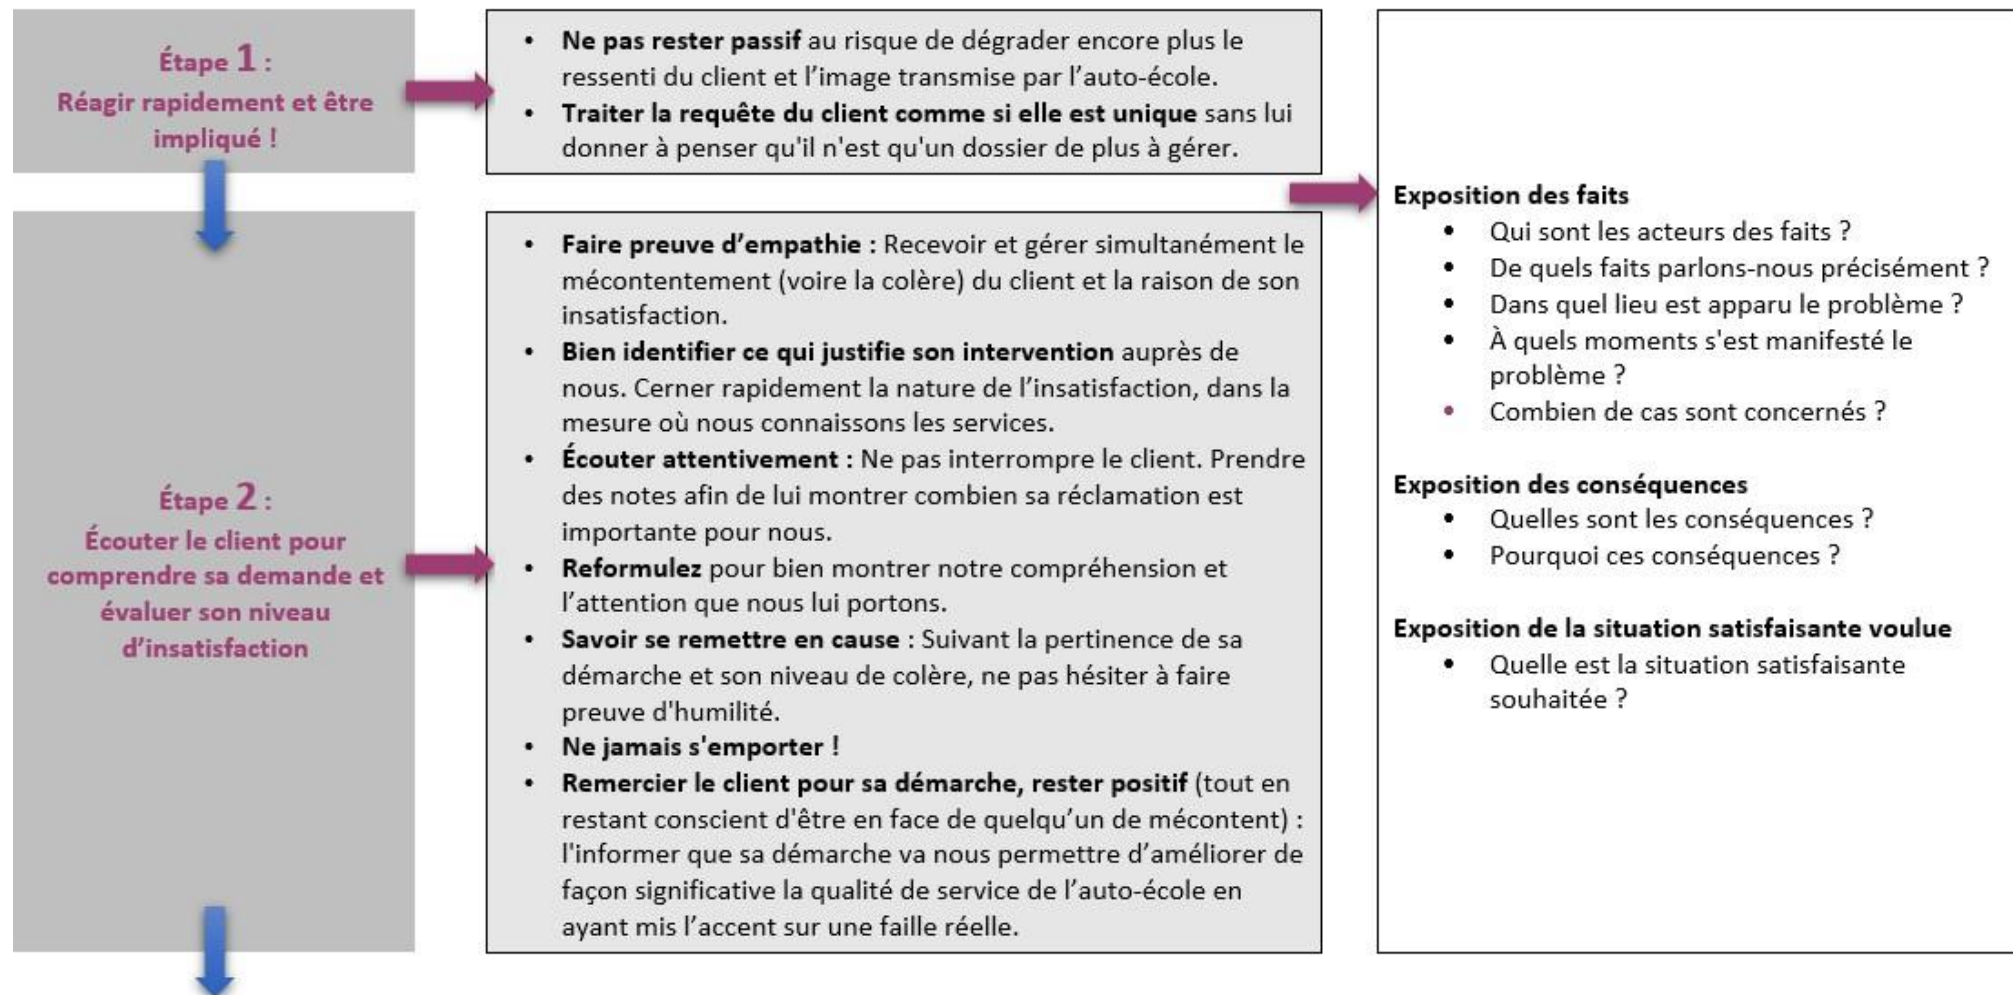 Étape 1 :
Réagir rapidement et être
impliqué !
• Ne pas rester passif au risque de dégrader encore plus le
ressenti du client et l’image transmise par l’auto-école.
• Traiter la requête du client comme si elle est unique sans lui
donner à penser qu'il n'est qu'un dossier de plus à gérer.
Étape 2 :
Écouter le client pour
comprendre sa demande et
évaluer son niveau
d’insatisfaction
• Faire preuve d’empathie : Recevoir et gérer simultanément le
mécontentement (voire la colère) du client et la raison de son
insatisfaction.
• Bien identifier ce qui justifie son intervention auprès de
nous. Cerner rapidement la nature de l’insatisfaction, dans la
mesure où nous connaissons les services.
• Écouter attentivement : Ne pas interrompre le client. Prendre
des notes afin de lui montrer combien sa réclamation est
importante pour nous.
• Reformulez pour bien montrer notre compréhension et
l’attention que nous lui portons.
• Savoir se remettre en cause : Suivant la pertinence de sa
démarche et son niveau de colère, ne pas hésiter à faire
preuve d'humilité.
• Ne jamais s'emporter !
• Remercier le client pour sa démarche, rester positif (tout en
restant conscient d'être en face de quelqu’un de mécontent) :
l'informer que sa démarche va nous permettre d’améliorer de
façon significative la qualité de service de l’auto-école en
ayant mis l’accent sur une faille réelle.
Exposition des faits
• Qui sont les acteurs des faits ?
• De quels faits parlons-nous précisément ?
• Dans quel lieu est apparu le problème ?
• À quels moments s'est manifesté le
problème ?
• Combien de cas sont concernés ?
Exposition des conséquences
• Quelles sont les conséquences ?
• Pourquoi ces conséquences ?
Exposition de la situation satisfaisante voulue
• Quelle est la situation satisfaisante
souhaitée ?